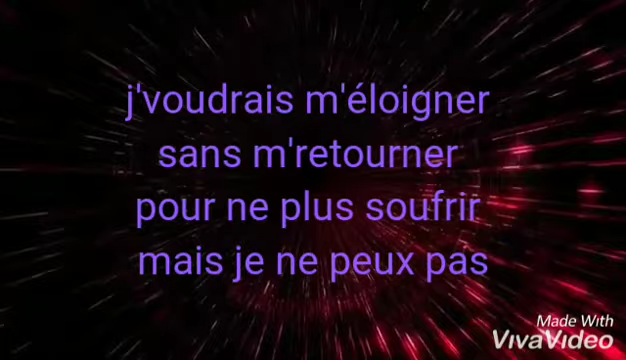 j'voudrais m'éloigner
sans m'retourner
pour ne plus soufrir
mais je ne peux pas
Made With
VivaVideo